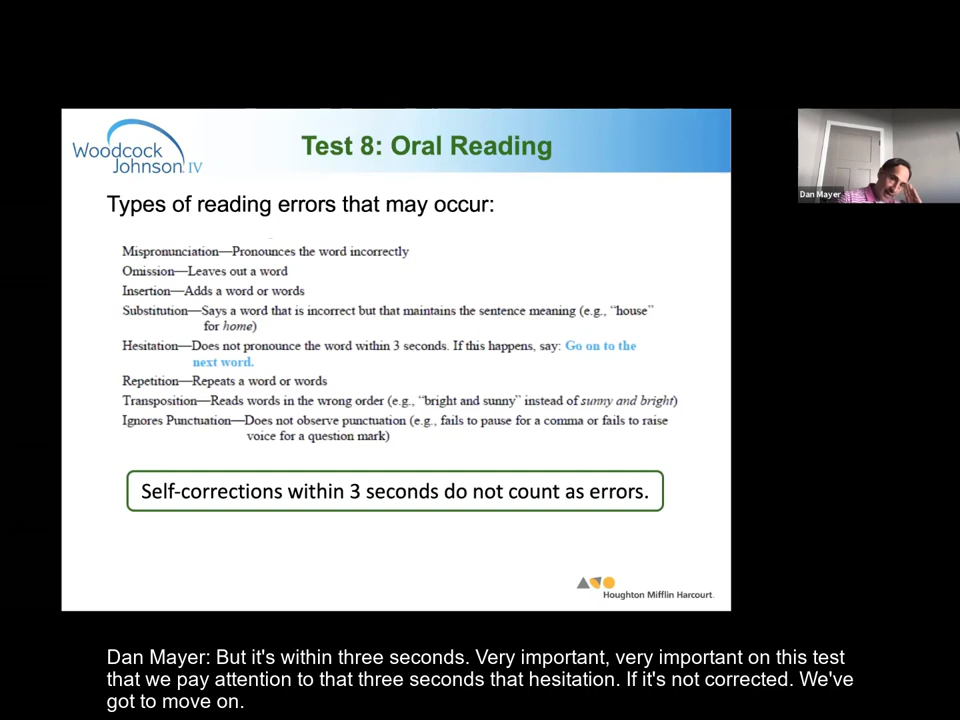 Woodcock
Johnson IV
Test 8: Oral Reading
Types of reading errors that may occur:
Mispronunciation—Pronounces the word incorrectly
Omission—Leaves out a word
Insertion—Adds a word or words
Substitution—Says a word that is incorrect but that maintains the sentence meaning (e.g., "house"
for home)
Hesitation—Does not pronounce the word within 3 seconds. If this happens, say: Go on to the
next word.
Repetition—Repeats a word or words
Transposition—Reads words in the wrong order (e.g., "bright and sunny" instead of sunny and bright)
Ignores Punctuation—Does not observe punctuation (e.g., fails to pause for a comma or fails to raise
voice for a question mark)
Self-corrections within 3 seconds do not count as errors.
Houghton Mifflin Harcourt.
Dan Mayer
Dan Mayer: But it's within three seconds. Very important, very important on this test
that we pay attention to that three seconds that hesitation. If it's not corrected. We've
got to move on.